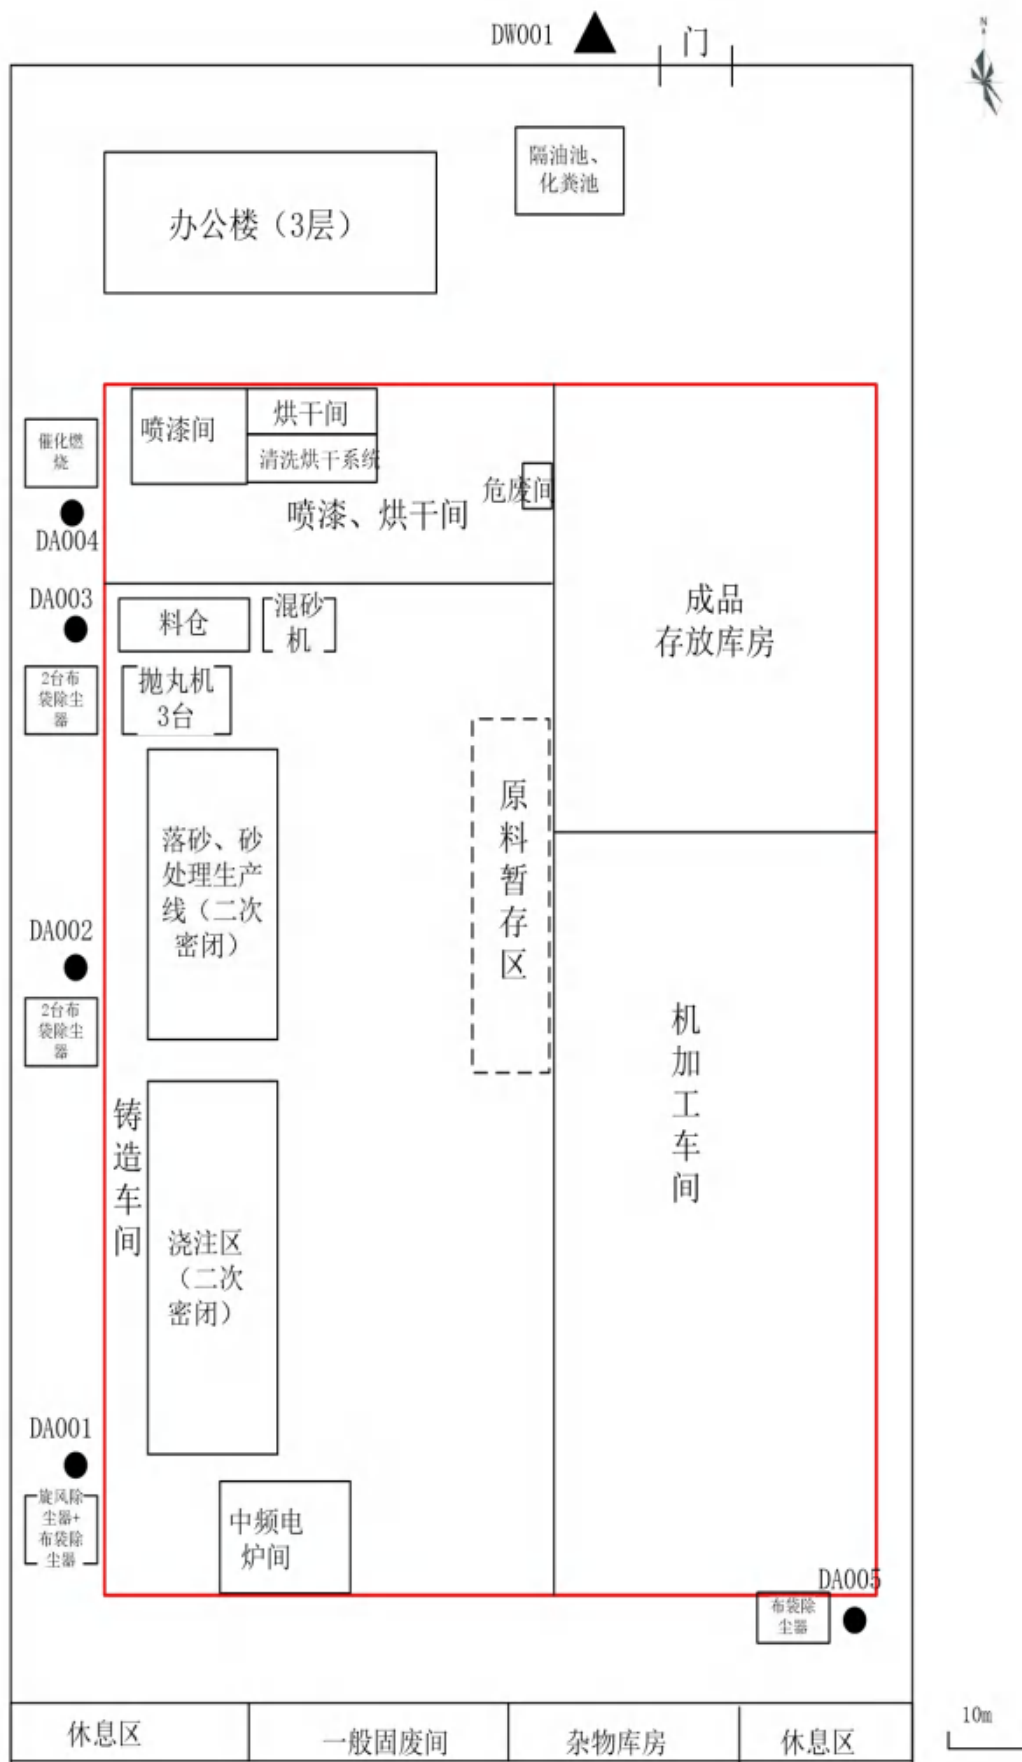 DW001
门
N
隔油池、
化粪池
办公楼（3层）
喷漆间
烘干间
清洗烘干系统
催化燃
烧
危废间
喷漆、烘干间
DA004
DA003
料仓
混砂
机
成品
存放库房
2台布
袋除尘
器
抛丸机
3台
原
料
暂
存
区
落砂、砂
处理生产
线（二次
密闭）
DA002
2台布
袋除尘
器
机
加
工
车
间
铸
造
车
间
浇注区
（二次
密闭）
DA001
旋风除
尘器+
布袋除
尘器
中频电
炉间
DA005
布袋除
尘器
休息区
一般固废间
杂物库房
休息区
10m